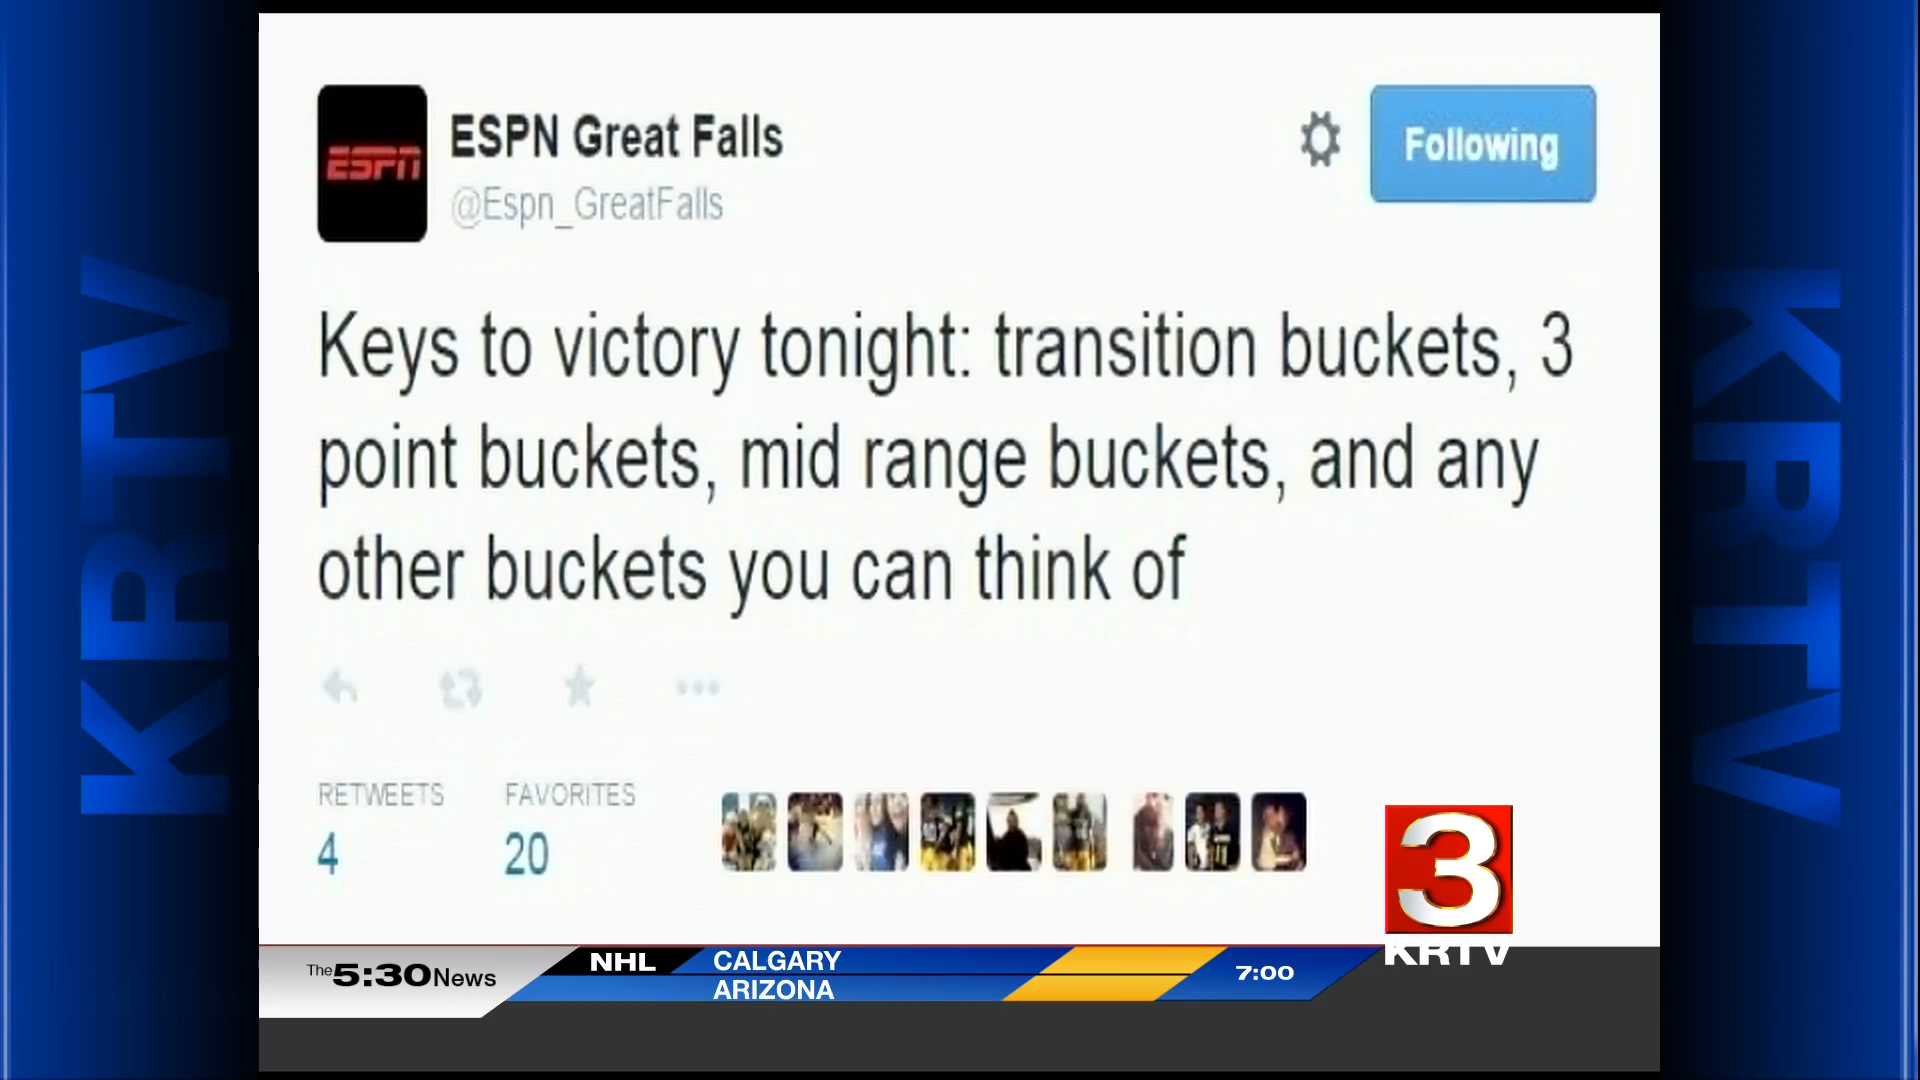 ESPN
ESPN Great Falls
@Espn_GreatFalls
Following
Keys to victory tonight: transition buckets, 3
point buckets, mid range buckets, and any
other buckets you can think of
RETWEETS
4
FAVORITES
20
KRTV
KRTV
3
KRTV
The 5:30 News
NHL
CALGARY
ARIZONA
7:00